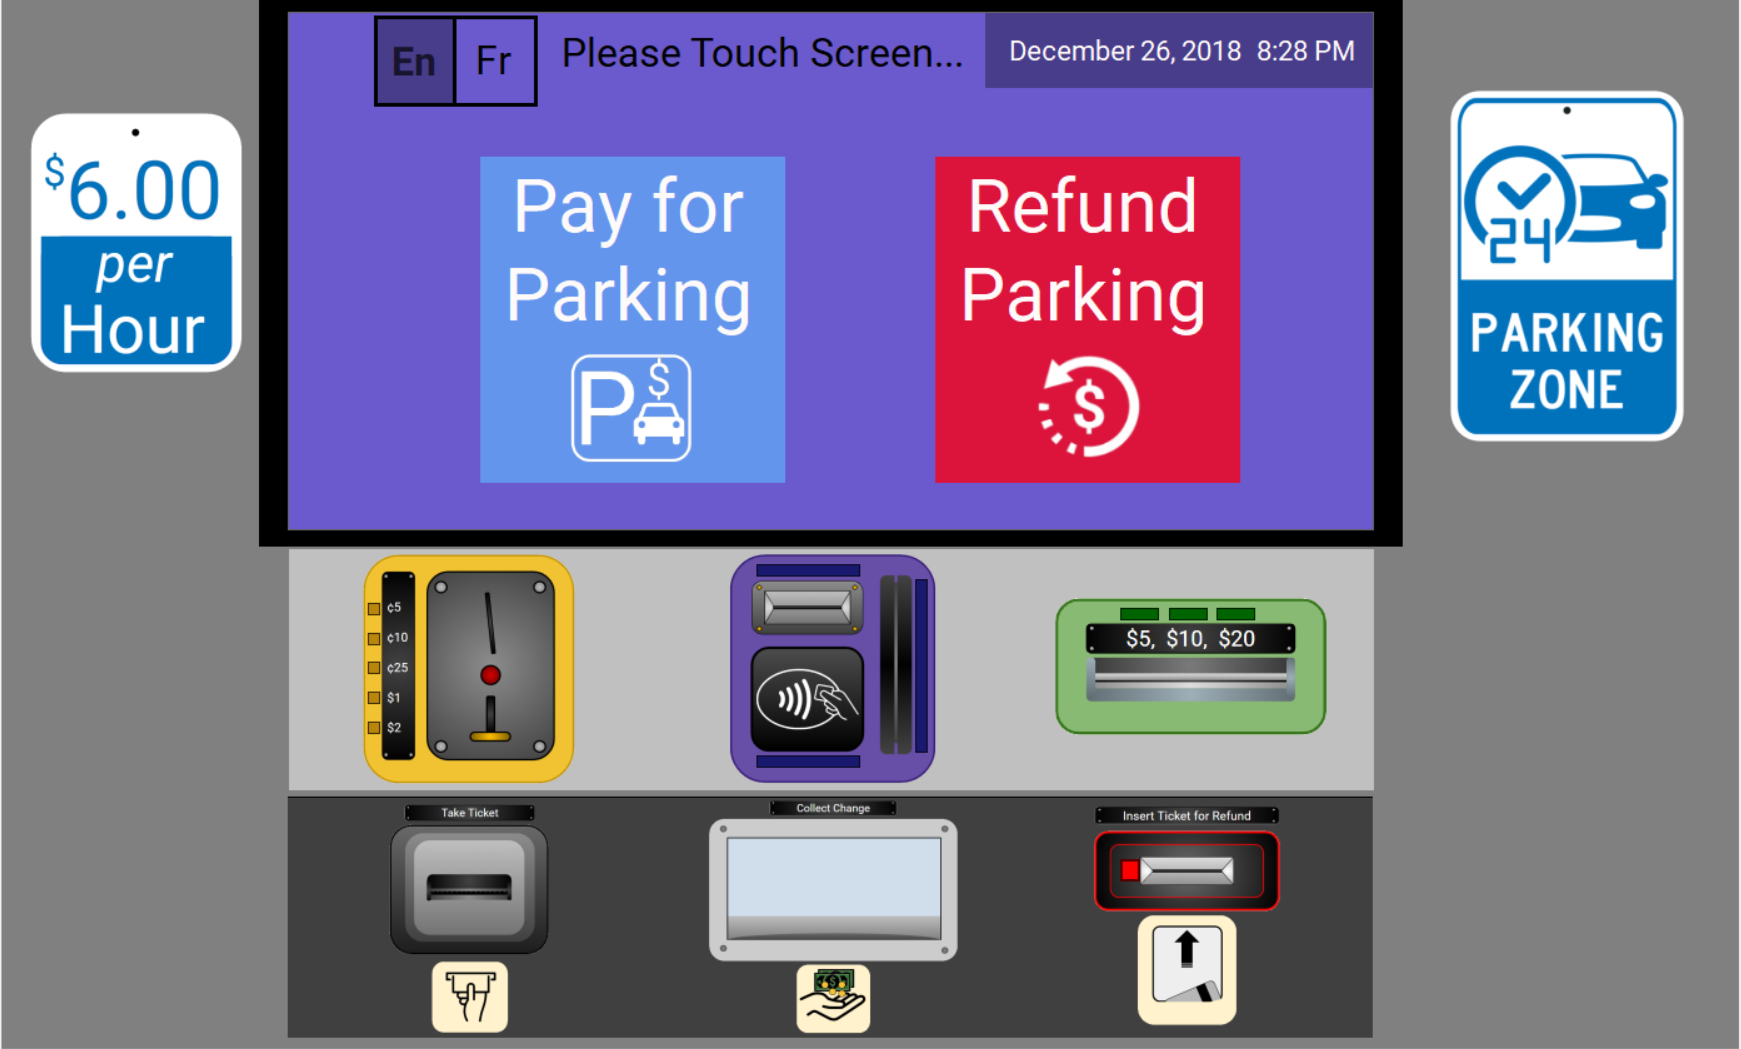 En Fr Please Touch Screen... December 26, 2018 8:28 PM
$6.00
per
Hour
Pay for
Parking
P$
Refund
Parking
$
24
PARKING
ZONE
¢5
¢10
¢25
$1
$2
$5, $10, $20
Take Ticket
Collect Change
Insert Ticket for Refund
$